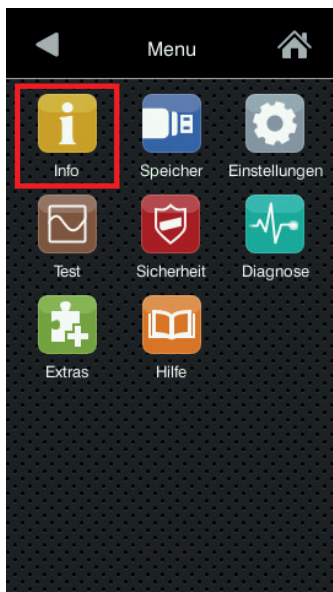 Menu
Info Speicher Einstellungen
Test Sicherheit Diagnose
Extras Hilfe